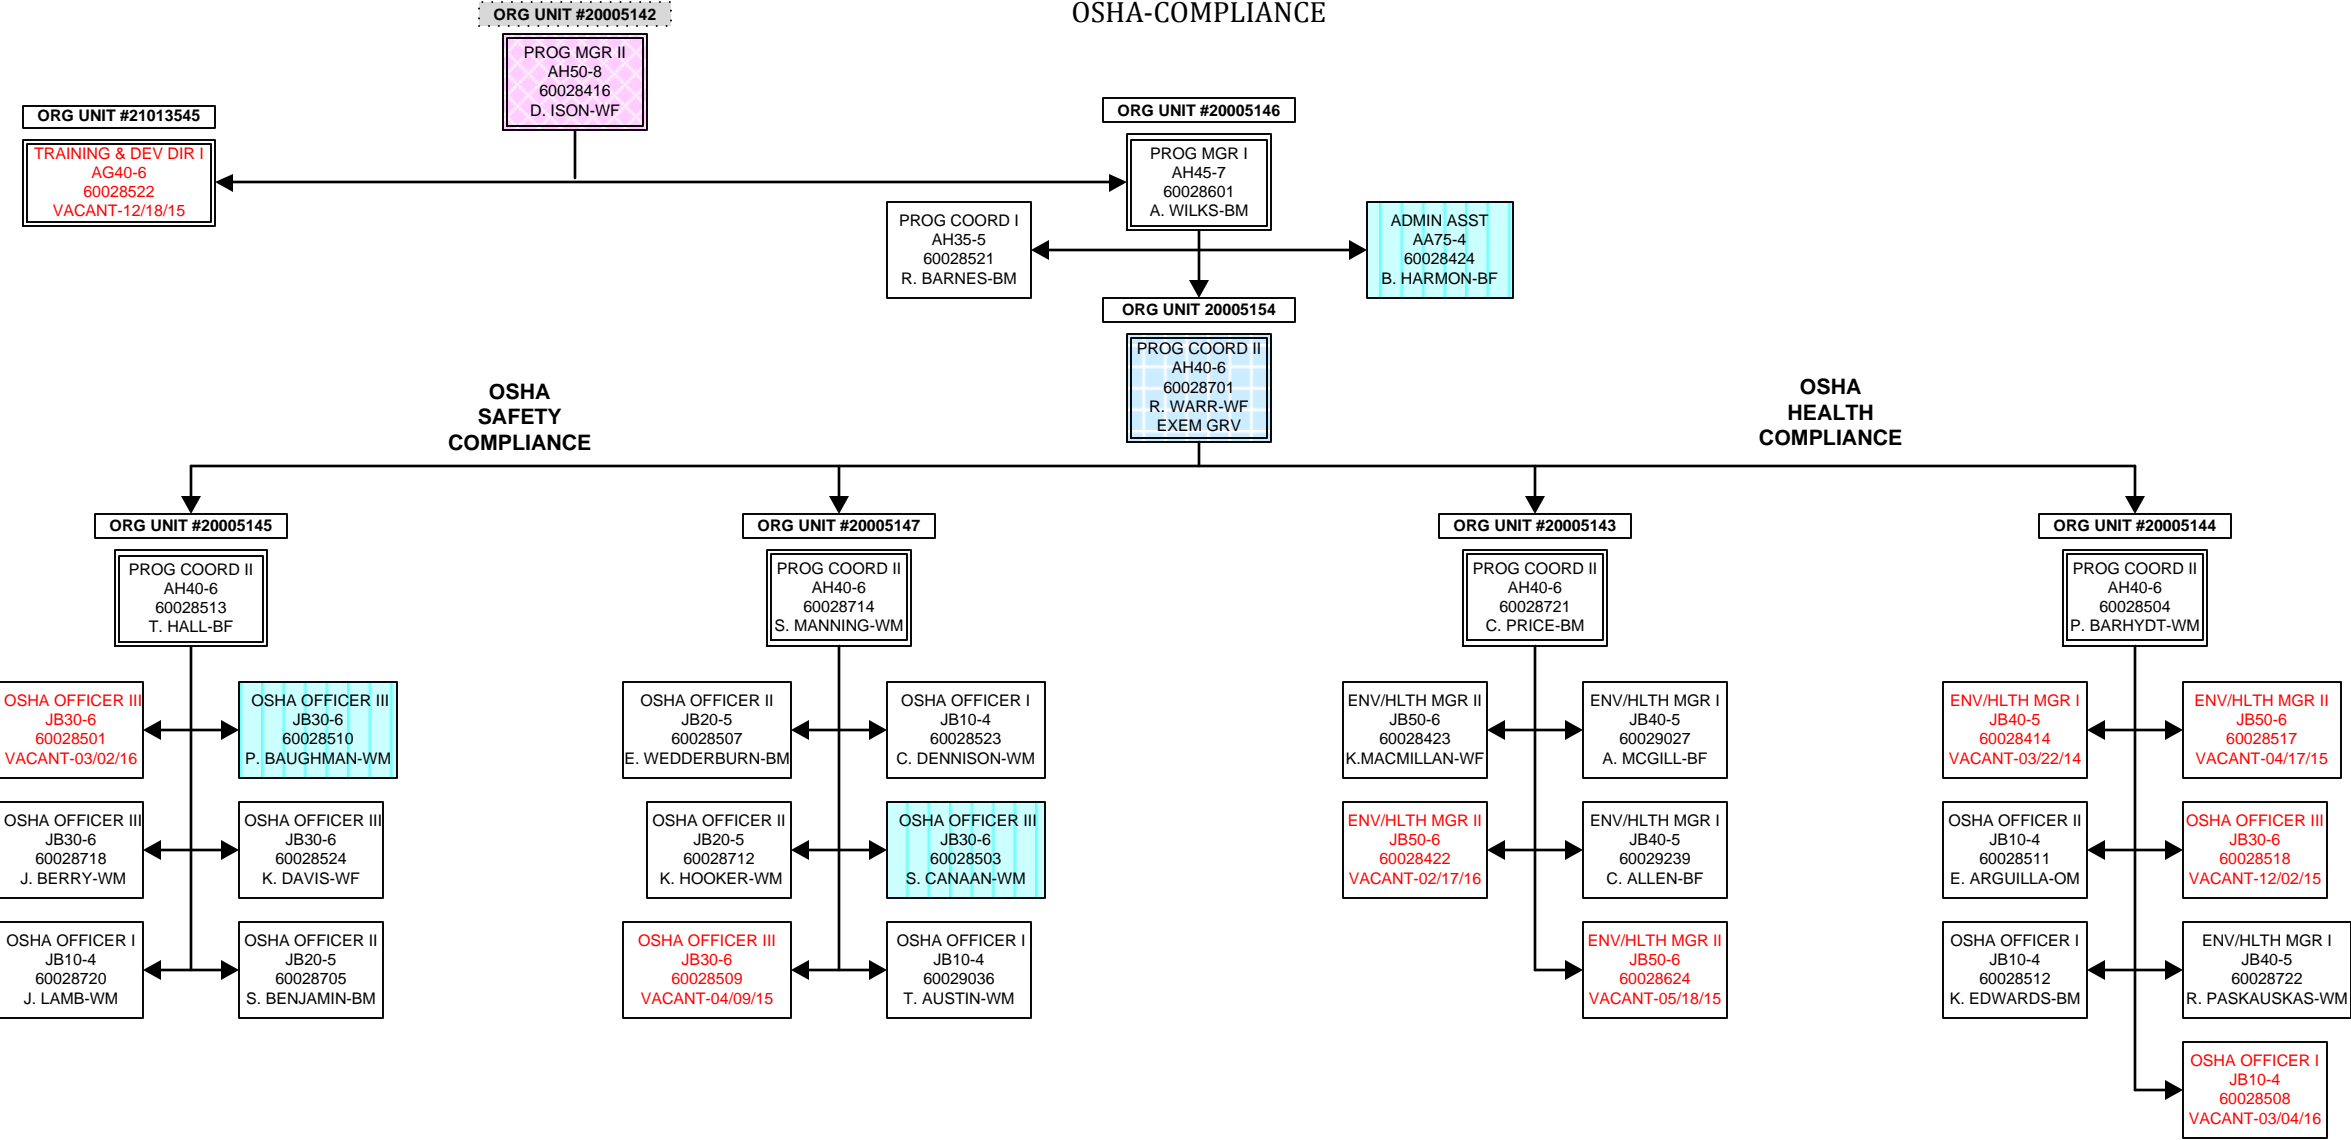 OSHA-COMPLIANCE
ORG UNIT #20005142
PROG MGR II
AH50-8
60028416
D. ISON-WF
ORG UNIT #21013545
TRAINING & DEV DIR I
AG40-6
60028522
VACANT-12/18/15
ORG UNIT #20005146
PROG MGR I
AH45-7
60028601
A. WILKS-BM
PROG COORD I
AH35-5
60028521
R. BARNES-BM
ADMIN ASST
AA75-4
60028424
B. HARMON-BF
ORG UNIT 20005154
PROG COORD II
AH40-6
60028701
R. WARR-WF
EXEM GRV
OSHA
SAFETY
COMPLIANCE
OSHA
HEALTH
COMPLIANCE
ORG UNIT #20005145
PROG COORD II
AH40-6
60028513
T. HALL-BF
OSHA OFFICER III
JB30-6
60028501
VACANT-03/02/16
OSHA OFFICER III
JB30-6
60028510
P. BAUGHMAN-WM
OSHA OFFICER III
JB30-6
60028718
J. BERRY-WM
OSHA OFFICER III
JB30-6
60028524
K. DAVIS-WF
OSHA OFFICER I
JB10-4
60028720
J. LAMB-WM
OSHA OFFICER II
JB20-5
60028705
S. BENJAMIN-BM
ORG UNIT #20005147
PROG COORD II
AH40-6
60028714
S. MANNING-WM
OSHA OFFICER II
JB20-5
60028507
E. WEDDERBURN-BM
OSHA OFFICER I
JB10-4
60028523
C. DENNISON-WM
OSHA OFFICER II
JB20-5
60028712
K. HOOKER-WM
OSHA OFFICER III
JB30-6
60028503
S. CANAAN-WM
OSHA OFFICER III
JB30-6
60028509
VACANT-04/09/15
OSHA OFFICER I
JB10-4
60029036
T. AUSTIN-WM
ORG UNIT #20005143
PROG COORD II
AH40-6
60028721
C. PRICE-BM
ENV/HLTH MGR II
JB50-6
60028423
K.MACMILLAN-WF
ENV/HLTH MGR I
JB40-5
60029027
A. MCGILL-BF
ENV/HLTH MGR II
JB50-6
60028422
VACANT-02/17/16
ENV/HLTH MGR I
JB40-5
60029239
C. ALLEN-BF
ENV/HLTH MGR II
JB50-6
60028624
VACANT-05/18/15
ORG UNIT #20005144
PROG COORD II
AH40-6
60028504
P. BARHYDT-WM
ENV/HLTH MGR I
JB40-5
60028414
VACANT-03/22/14
ENV/HLTH MGR II
JB50-6
60028517
VACANT-04/17/15
OSHA OFFICER II
JB10-4
60028511
E. ARGUILLA-OM
OSHA OFFICER III
JB30-6
60028518
VACANT-12/02/15
OSHA OFFICER I
JB10-4
60028512
K. EDWARDS-BM
ENV/HLTH MGR I
JB40-5
60028722
R. PASKAUSKAS-WM
OSHA OFFICER I
JB10-4
60028508
VACANT-03/04/16